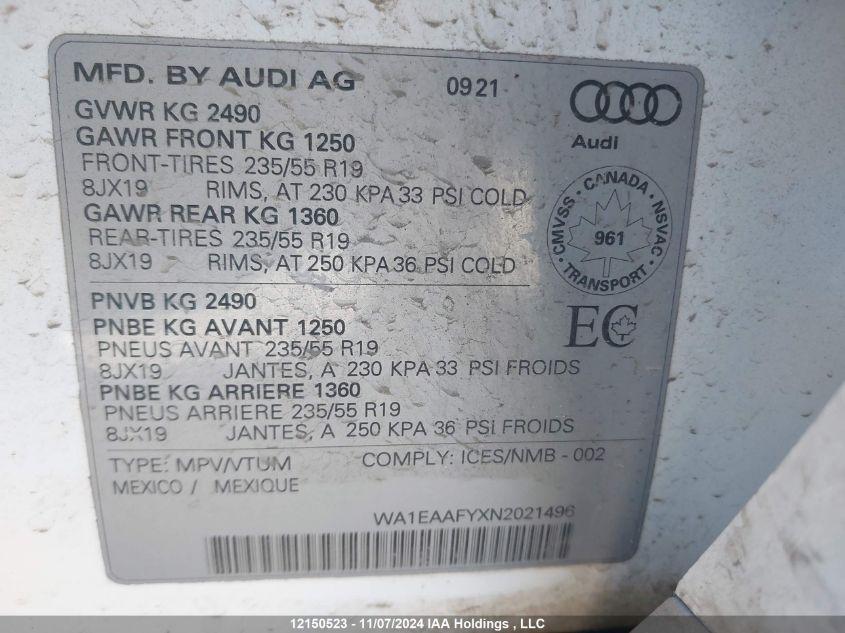 MFD. BY AUDI AG 0921
GVWR KG 2490
GAWR FRONT KG 1250
Audi
FRONT-TIRES 235/55 R19
8JX19 RIMS, AT 230 KPA 33 PSI COLD
GAWR REAR KG 1360
REAR-TIRES 235/55 R19
8JX19 RIMS, AT 250 KPA 36 PSI COLD
CMVSS · CANADA · NSVAC · TRANSPORT ·
961
PNVB KG 2490
PNBE KG AVANT 1250
PNEUS AVANT 235/55 R19
8JX19 JANTES, A 230 KPA 33 PSI FROIDS
PNBE KG ARRIERE 1360
PNEUS ARRIERE 235/55 R19
8JX19 JANTES, A 250 KPA 36 PSI FROIDS
EC
TYPE: MPV/VTUM COMPLY: ICES/NMB - 002
MEXICO / MEXIQUE
WA1EAAFYXN2021496
12150523 - 11/07/2024 IAA Holdings, LLC